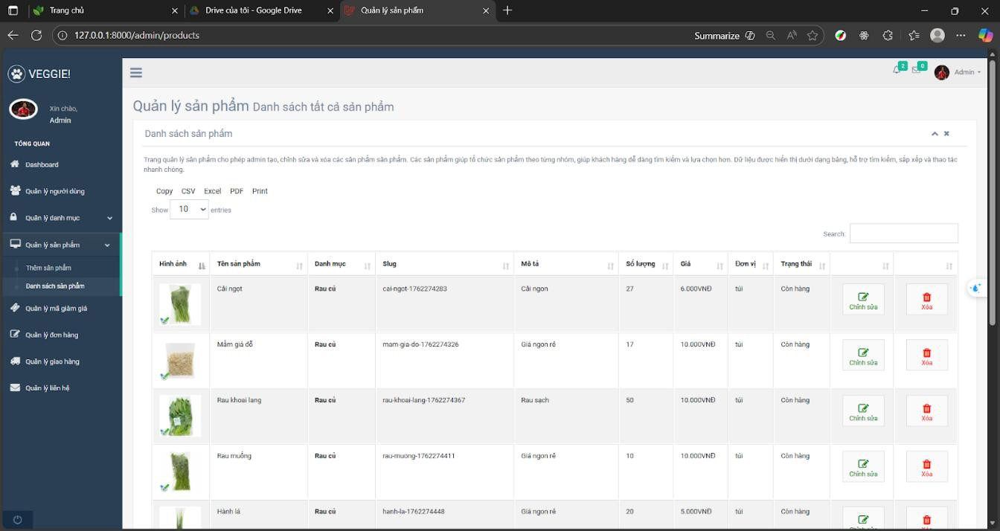 Trang chủ
Drive của tôi - Google Drive
Quản lý sản phẩm
127.0.0.1:8000/admin/products
Summarize
VEGGIE!
2
0
Admin
Xin chào,
Admin
TỔNG QUAN
Dashboard
Quản lý người dùng
Quản lý danh mục
Quản lý sản phẩm
Thêm sản phẩm
Danh sách sản phẩm
Quản lý mã giảm giá
Quản lý đơn hàng
Quản lý giao hàng
Quản lý liên hệ
Quản lý sản phẩm Danh sách tất cả sản phẩm
Danh sách sản phẩm
Trang quản lý sản phẩm cho phép admin tạo, chỉnh sửa và xóa các sản phẩm sản phẩm. Các sản phẩm giúp tổ chức sản phẩm theo từng nhóm, giúp khách hàng dễ dàng tìm kiếm và lựa chọn hơn. Dữ liệu được hiển thị dưới dạng bảng, hỗ trợ tìm kiếm, sắp xếp và thao tác
nhanh chóng.
Copy CSV Excel PDF Print
Show 10 entries
Search:
Hình ảnh Tên sản phẩm Danh mục Slug Mô tả Số lượng Giá Đơn vị Trạng thái
Cải ngọt Rau củ cai-ngot-1762274283 Cải ngon 27 6.000VNĐ túi Còn hàng Chỉnh sửa Xóa
Mầm giá đỗ Rau củ mam-gia-do-1762274326 Giá ngon rẻ 17 10.000VNĐ túi Còn hàng Chỉnh sửa Xóa
Rau khoai lang Rau củ rau-khoai-lang-1762274367 Rau sạch 50 10.000VNĐ túi Còn hàng Chỉnh sửa Xóa
Rau muống Rau củ rau-muong-1762274411 Giá ngon rẻ 10 10.000VNĐ túi Còn hàng Chỉnh sửa Xóa
Hành lá Rau củ hanh-la-1762274448 Giá ngon rẻ 20 5.000VNĐ túi Còn hàng Chỉnh sửa Xóa